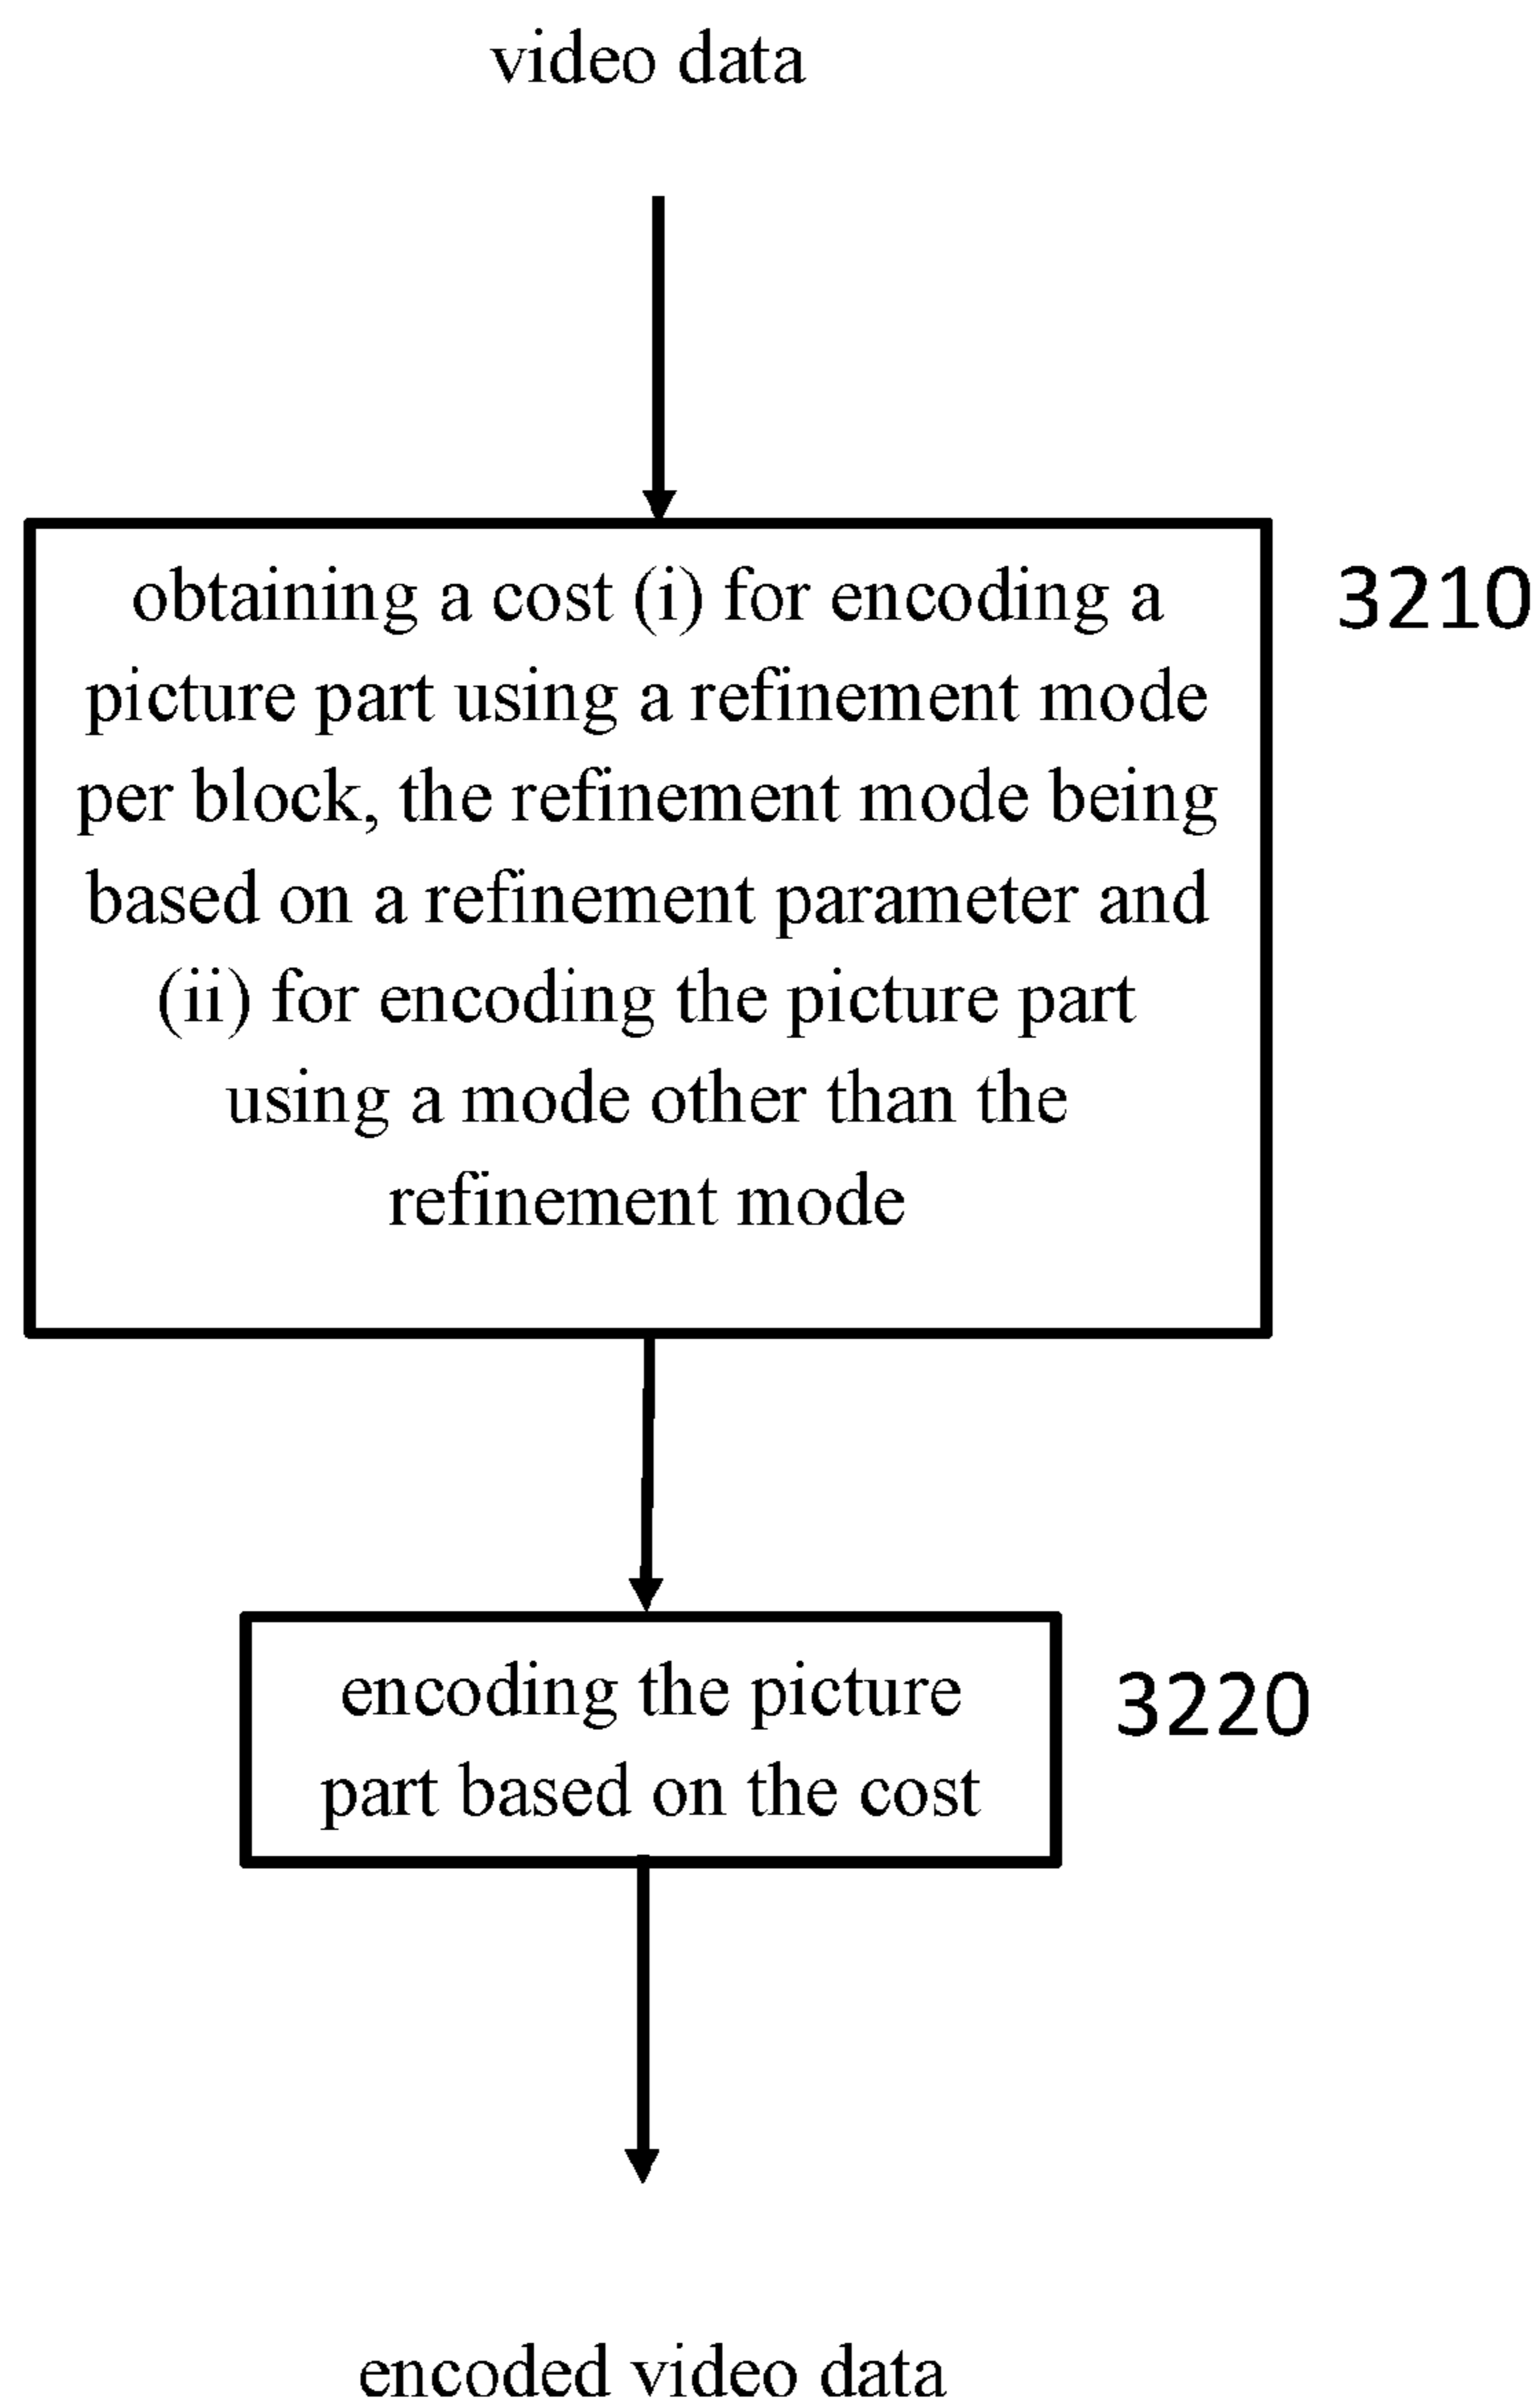 video data
obtaining a cost (i) for encoding a
3210
picture part using a refinement mode
per block, the refinement mode being
based on a refinement parameter and
(ii) for encoding the picture part
using a mode other than the
refinement mode
encoding the picture
3220
part based on the cost
encoded video data